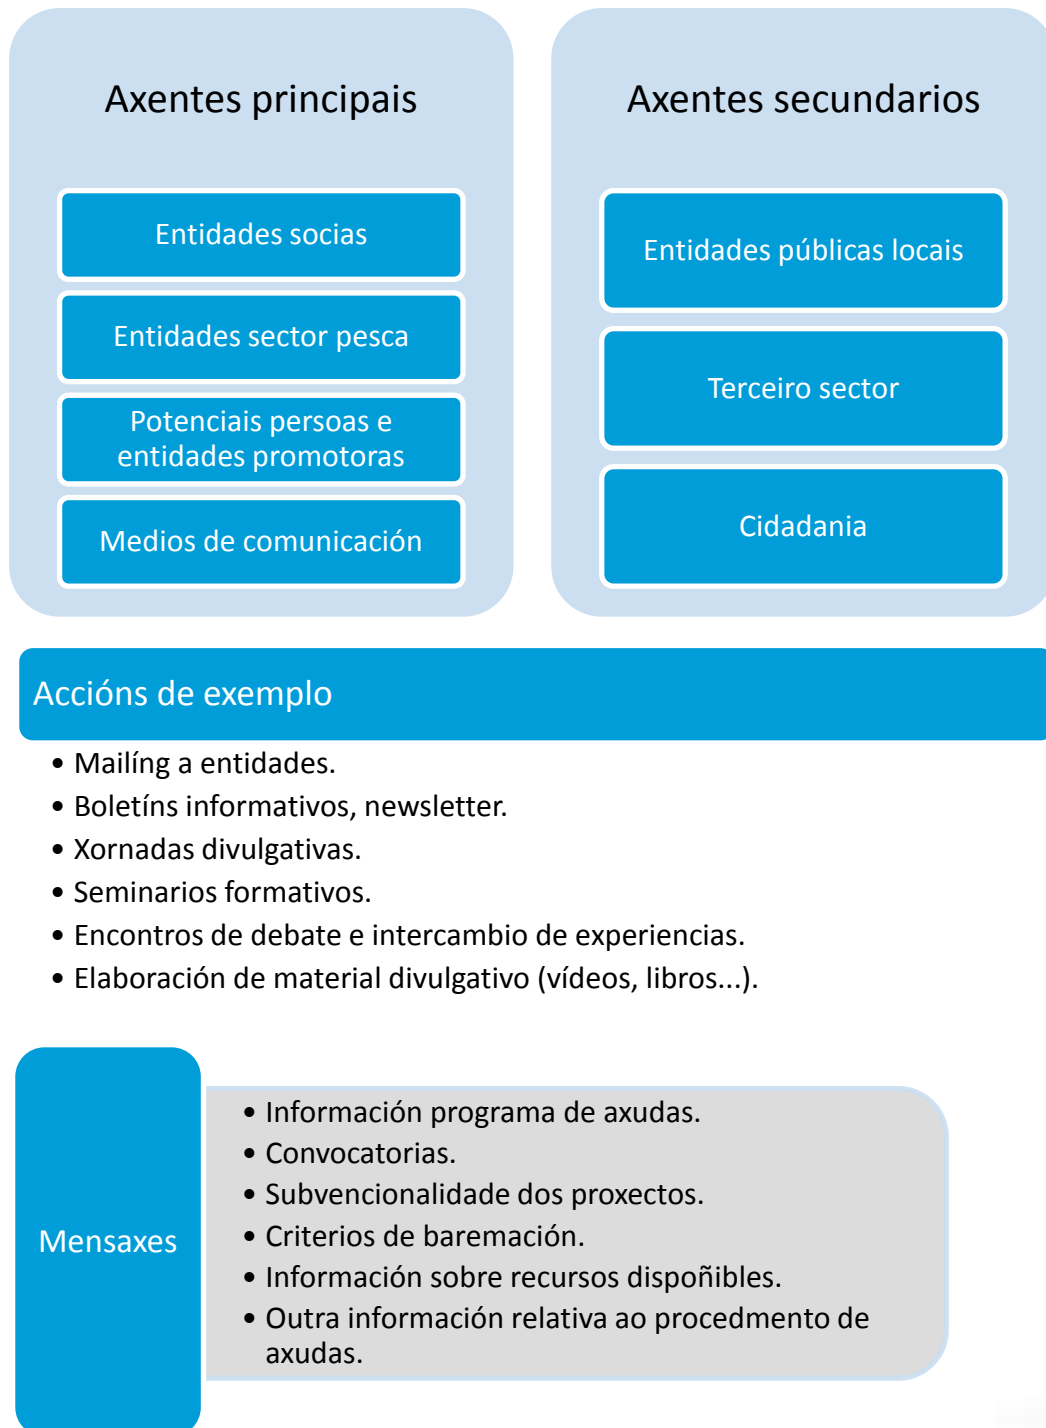 Axentes principais
Entidades socias
Entidades sector pesca
Potenciais persoas e
entidades promotoras
Medios de comunicación
Axentes secundarios
Entidades públicas locais
Terceiro sector
Cidadania
Accións de exemplo
• Mailíng a entidades.
• Boletíns informativos, newsletter.
• Xornadas divulgativas.
• Seminarios formativos.
• Encontros de debate e intercambio de experiencias.
• Elaboración de material divulgativo (vídeos, libros...).
Mensaxes
• Información programa de axudas.
• Convocatorias.
• Subvencionalidade dos proxectos.
• Criterios de baremación.
• Información sobre recursos dispoñibles.
• Outra información relativa ao procedmento de
axudas.